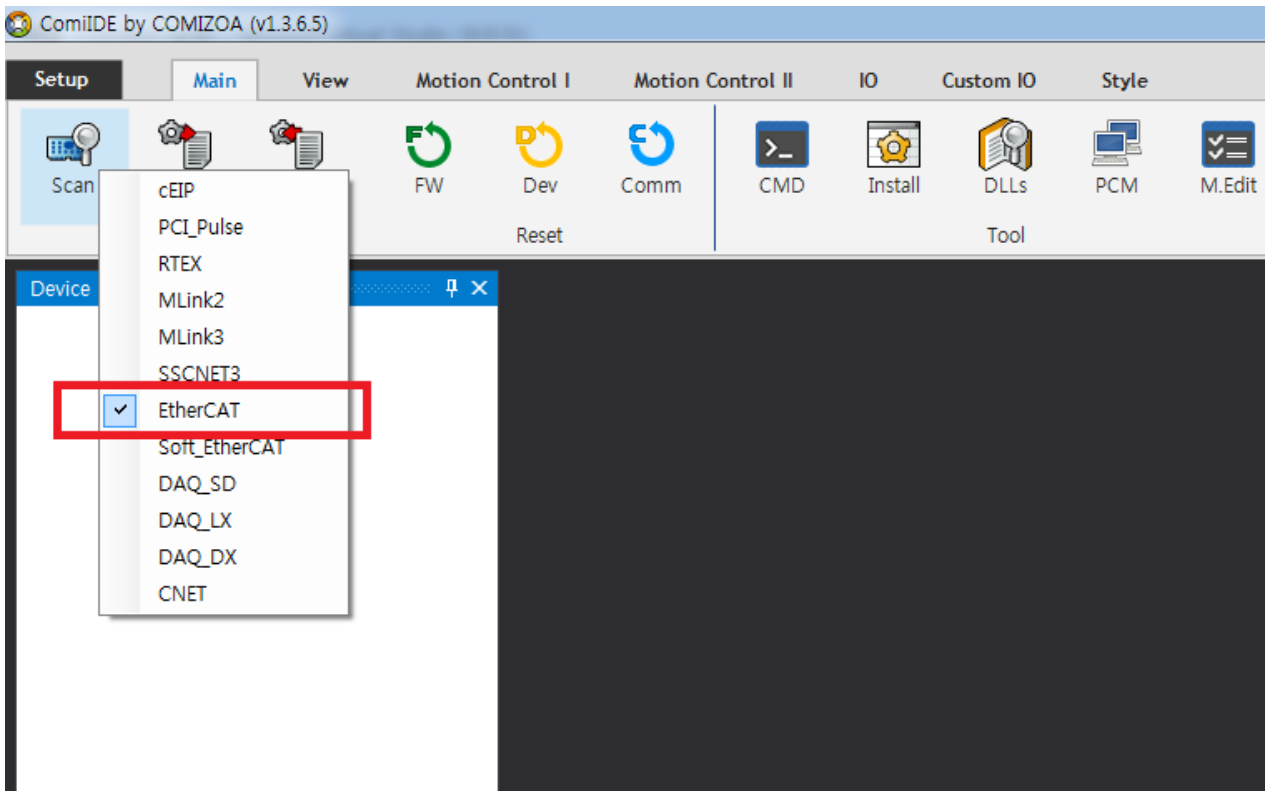 ComiIDE by COMIZOA (v1.3.6.5)
Setup Main View Motion Control I Motion Control II IO Custom IO Style
Scan FW Dev Comm CMD Install DLLs PCM M.Edit
Reset Tool
cEIP
PCI_Pulse
RTEX
Device
MLink2
MLink3
SSCNET3
EtherCAT
Soft_EtherCAT
DAQ_SD
DAQ_LX
DAQ_DX
CNET